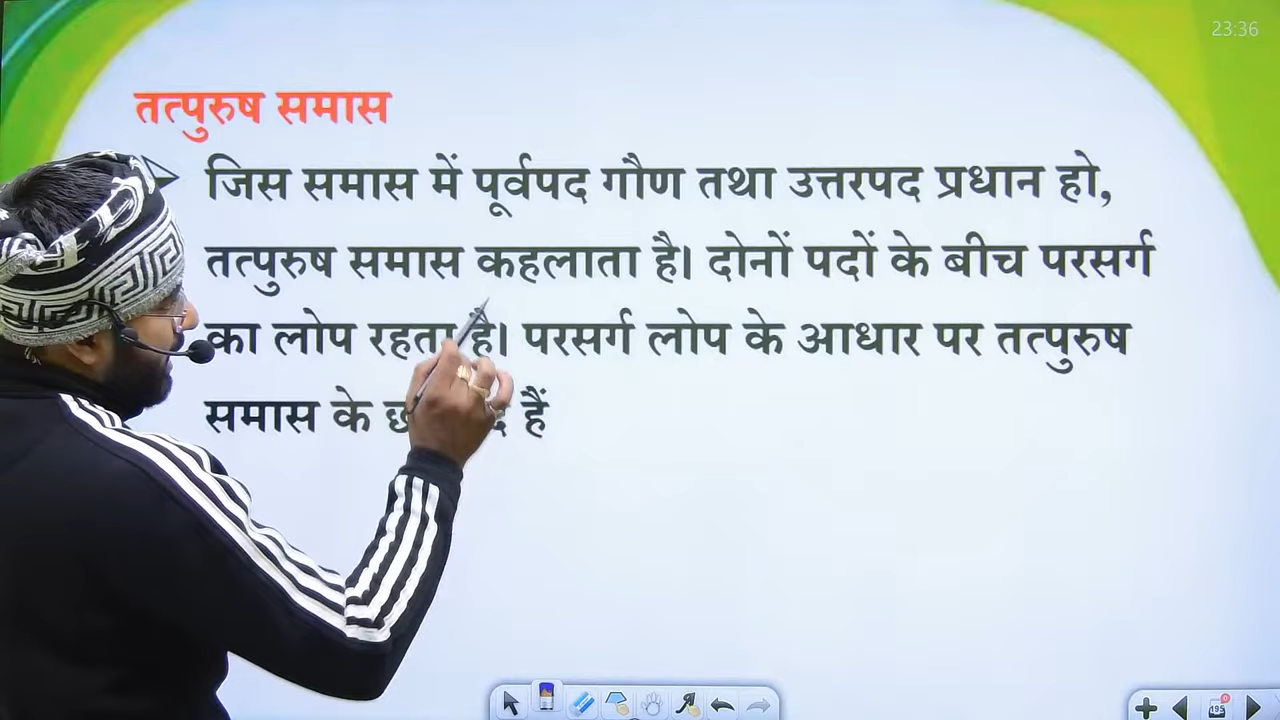 23:36
तत्पुरुष समास
जिस समास में पूर्वपद गौण तथा उत्तरपद प्रधान हो,
तत्पुरुष समास कहलाता है। दोनों पदों के बीच परसर्ग
का लोप रहता है। परसर्ग लोप के आधार पर तत्पुरुष
समास के हैं
195